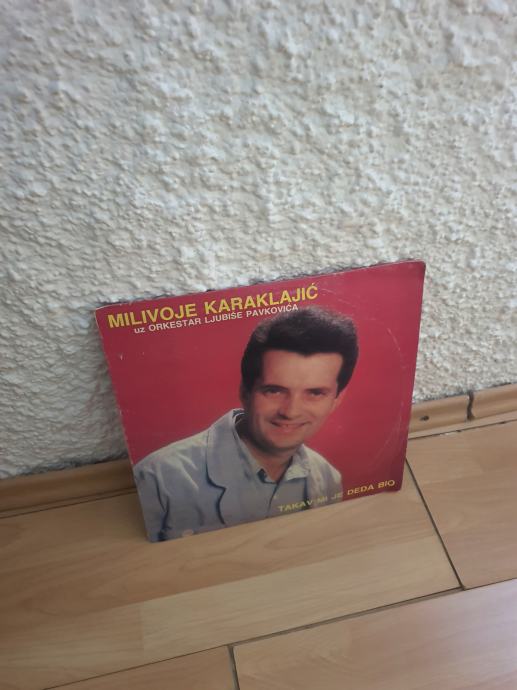 MILIVOJE KARAKLAJIĆ
uz ORKESTAR LJUBIŠE PAVKOVIĆA
TAKAV MI JE DEDA BIO